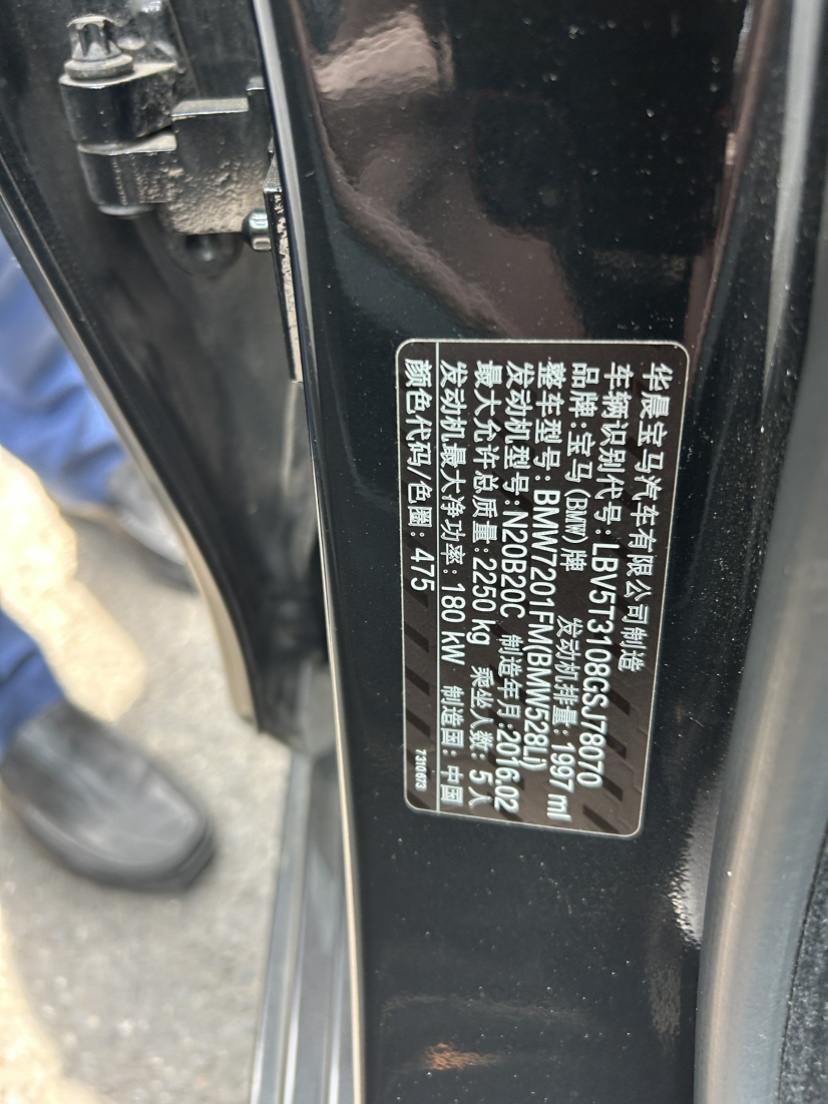 华晨宝马汽车有限公司制造
车辆识别代号:LBV5T3108GSJ78070
品牌:宝马(BMW)牌 发动机排量:1997 ml
整车型号:BMW7201FM(BMW528Li)
发动机型号:N20B20C 制造年月:2016.02
最大允许总质量:2250 kg 乘坐人数:5人
发动机最大净功率:180 kW 制造国:中国
颜色代码/色圈:475 7310673